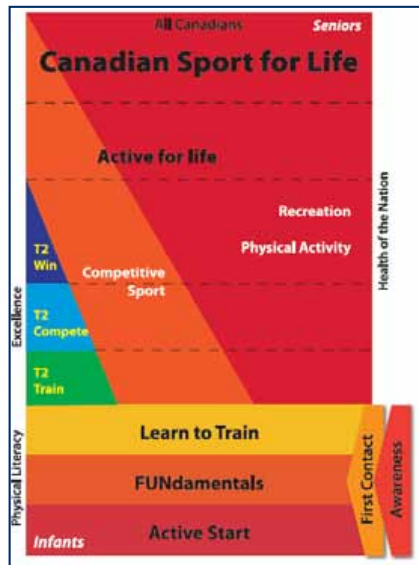 All Canadians
Seniors
Canadian Sport for Life
Active for life
Recreation
Physical Activity
Health of the Nation
T2
Win
Competitive
Sport
Excellence
T2
Compete
T2
Train
Physical Literacy
Learn to Train
FUNdamentals
Active Start
Infants
First Contact
Awareness